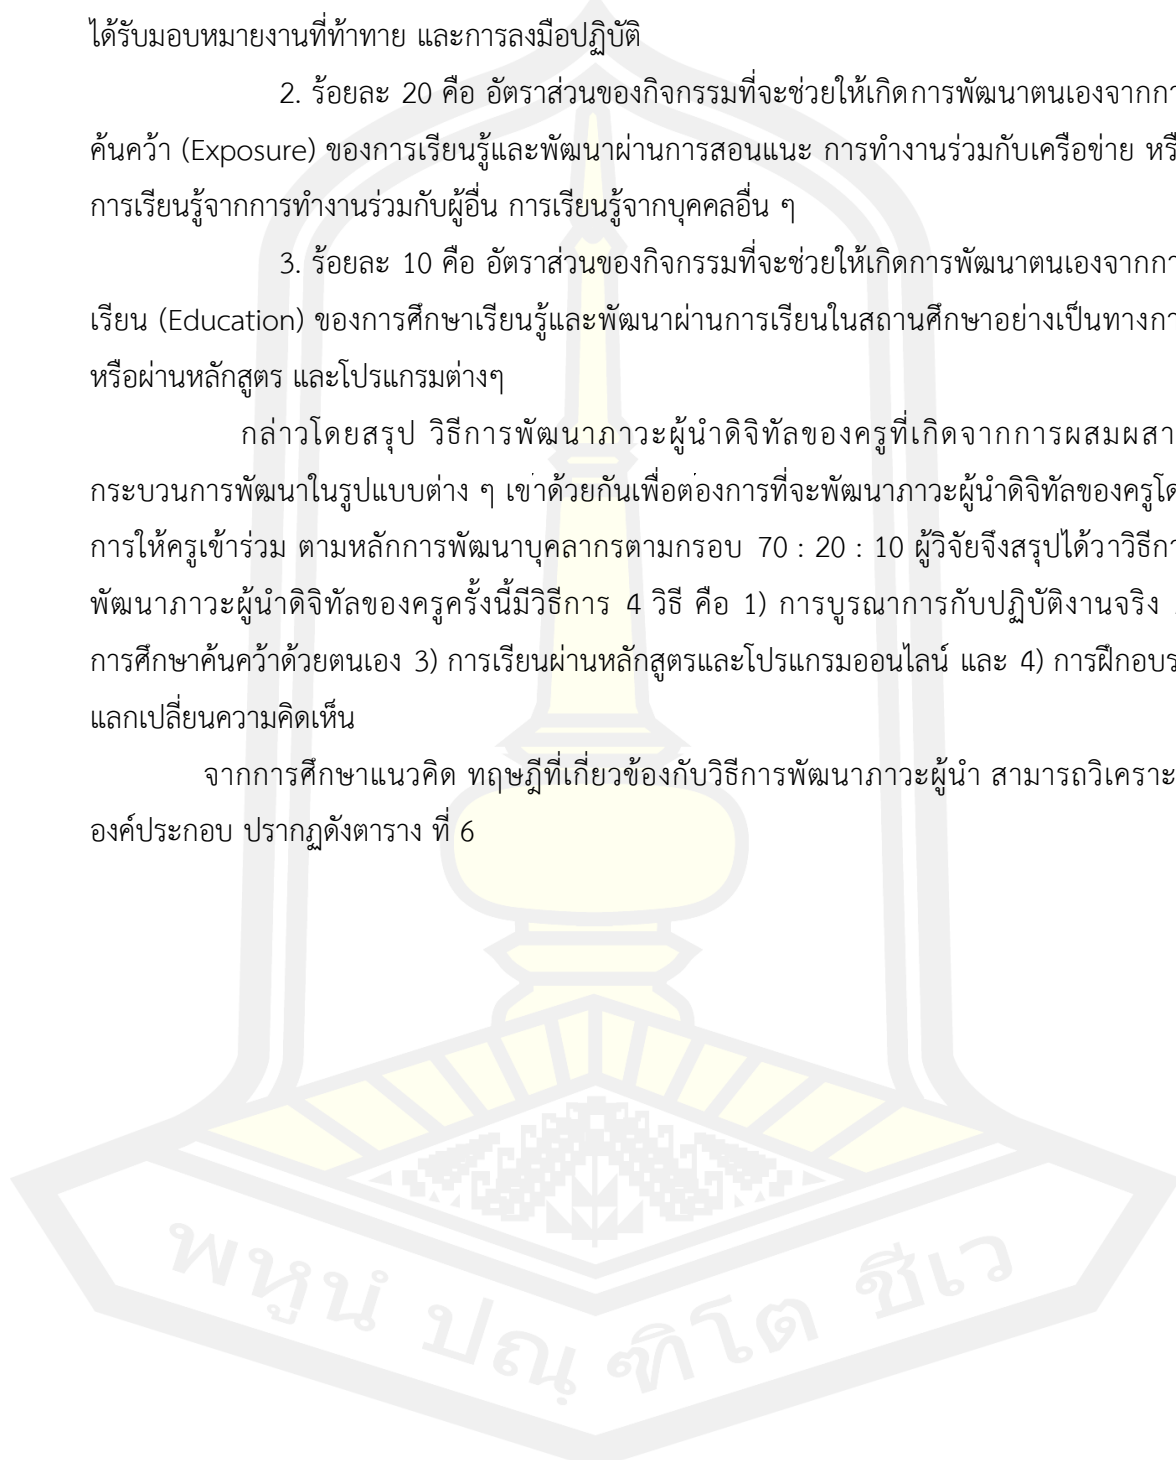 ได้รับมอบหมายงานที่ท้าทาย และการลงมือปฏิบัติ
2. ร้อยละ 20 คือ อัตราส่วนของกิจกรรมที่จะช่วยให้เกิดการพัฒนาตนเองจากกา
ค้นคว้า (Exposure) ของการเรียนรู้และพัฒนาผ่านการสอนแนะ การทำงานร่วมกับเครือข่าย หรื
การเรียนรู้จากการทำงานร่วมกับผู้อื่น การเรียนรู้จากบุคคลอื่น ๆ
3. ร้อยละ 10 คือ อัตราส่วนของกิจกรรมที่จะช่วยให้เกิดการพัฒนาตนเองจากกา
เรียน (Education) ของการศึกษาเรียนรู้และพัฒนาผ่านการเรียนในสถานศึกษาอย่างเป็นทางกา
หรือผ่านหลักสูตร และโปรแกรมต่างๆ
กล่าวโดยสรุป วิธีการพัฒนาภาวะผู้นำดิจิทัลของครูที่เกิดจากการผสมผสา
กระบวนการพัฒนาในรูปแบบต่าง ๆ เข่าด้วยกันเพื่อต่องการที่จะพัฒนาภาวะผู้นำดิจิทัลของครูโด
การให้ครูเข้าร่วม ตามหลักการพัฒนาบุคลากรตามกรอบ 70 : 20 : 10 ผู้วิจัยจึงสรุปได้วาวิธีกา
พัฒนาภาวะผู้นำดิจิทัลของครูครั้งนี้มีวิธีการ 4 วิธี คือ 1) การบูรณาการกับปฏิบัติงานจริง
การศึกษาค้นคว้าด้วยตนเอง 3) การเรียนผ่านหลักสูตรและโปรแกรมออนไลน์ และ 4) การฝึกอบร
แลกเปลี่ยนความคิดเห็น
จากการศึกษาแนวคิด ทฤษฎีที่เกี่ยวข้องกับวิธีการพัฒนาภาวะผู้นำ สามารถวิเคราะ
องค์ประกอบ ปรากฏดังตาราง ที่ 6
พหูนํ ปณฺฑิโต ชีเว